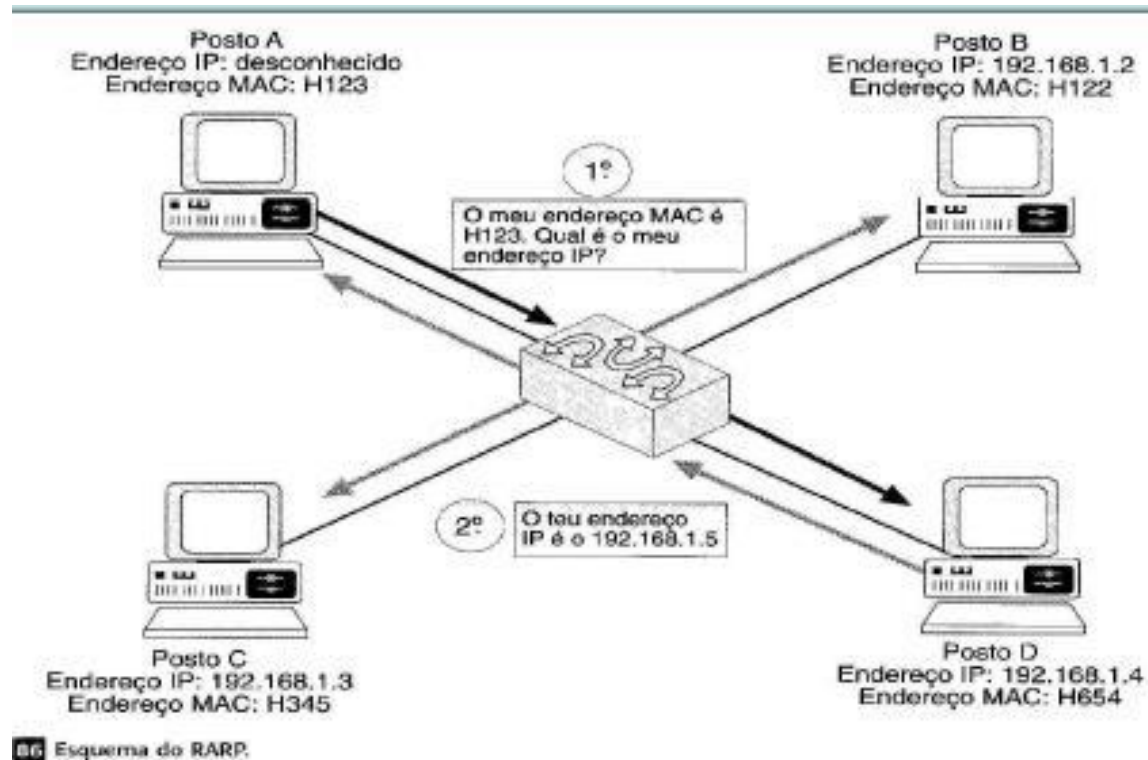 Posto A
Endereço IP: desconhecido
Endereço MAC: H123
Posto B
Endereço IP: 192.168.1.2
Endereço MAC: H122
1º
O meu endereço MAC é
H123. Qual é o meu
endereço IP?
2º
O teu endereço
IP é o 192.168.1.5
Posto C
Endereço IP: 192.168.1.3
Endereço MAC: H345
Posto D
Endereço IP: 192.168.1.4
Endereço MAC: H654
86 Esquema do RARP.